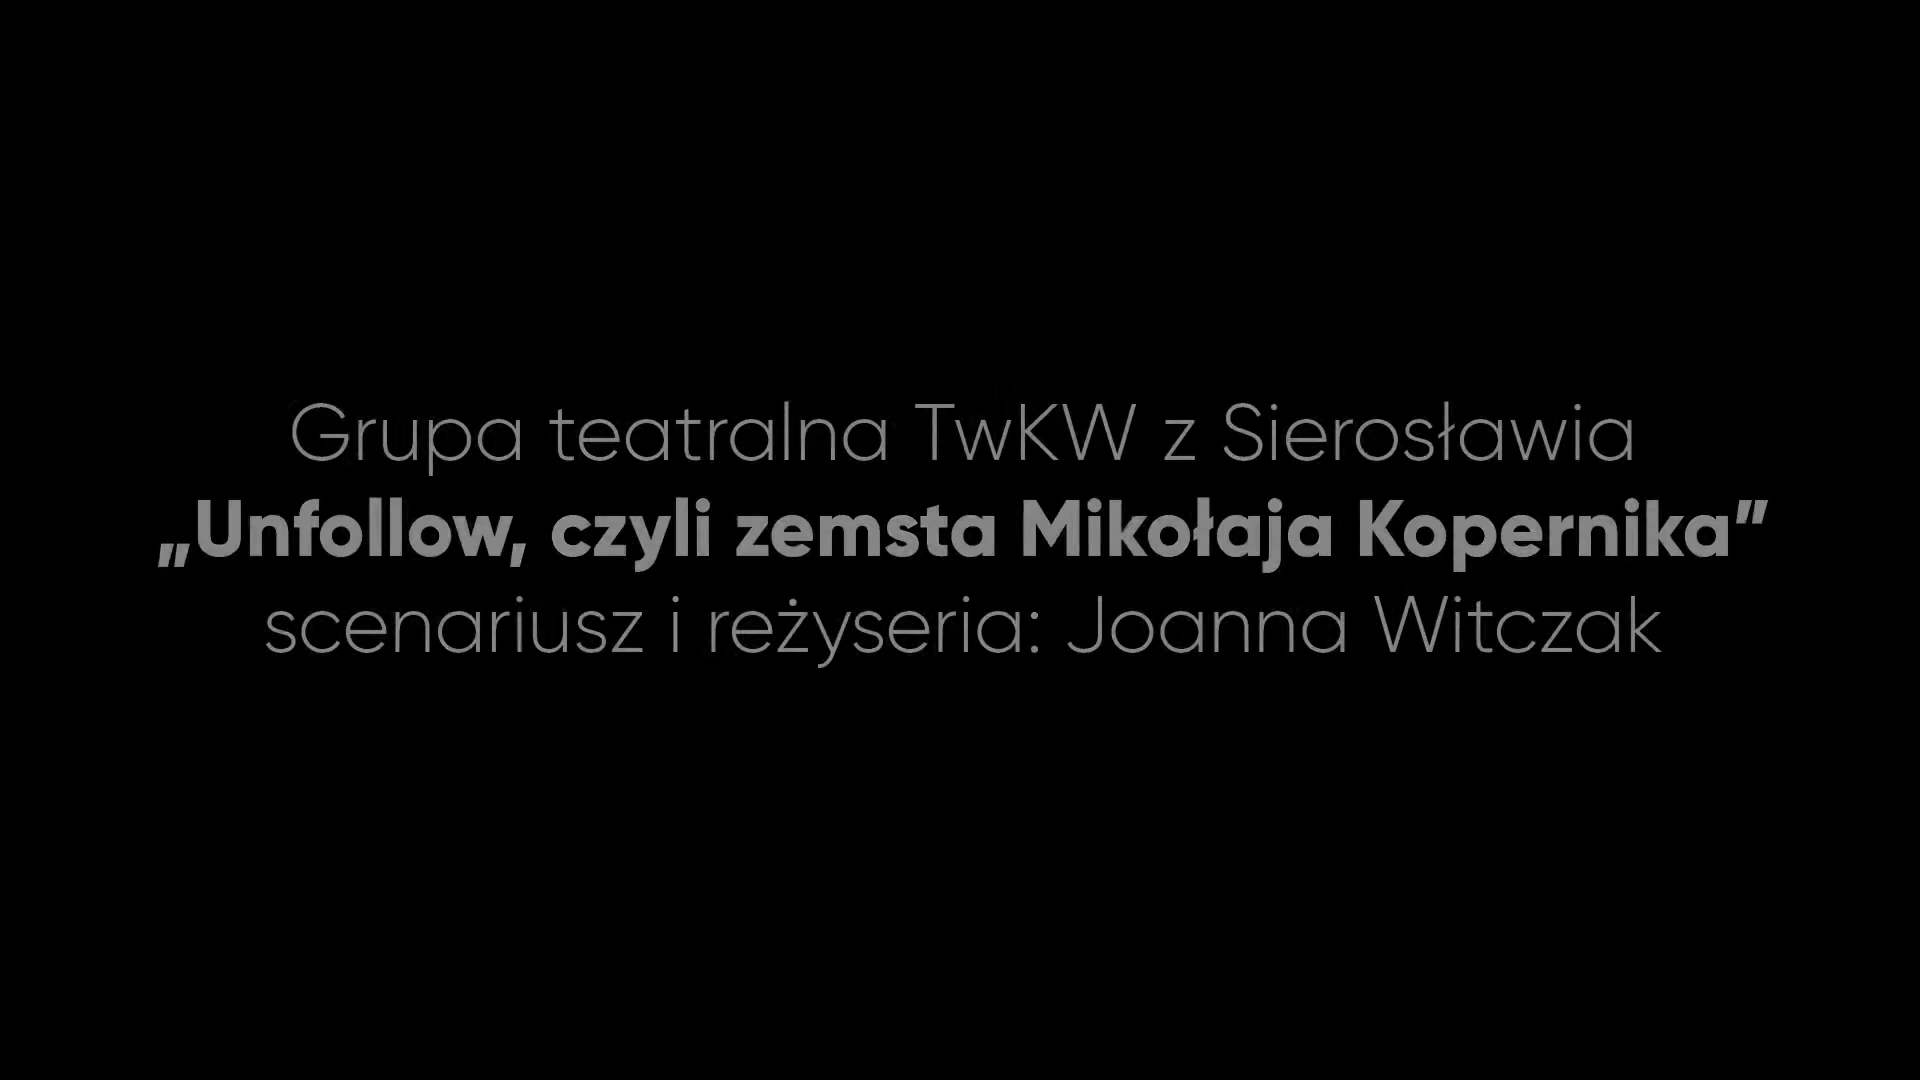 Grupa teatralna TwKW z Sierosławia
„Unfollow, czyli zemsta Mikołaja Kopernika”
scenariusz i reżyseria: Joanna Witczak